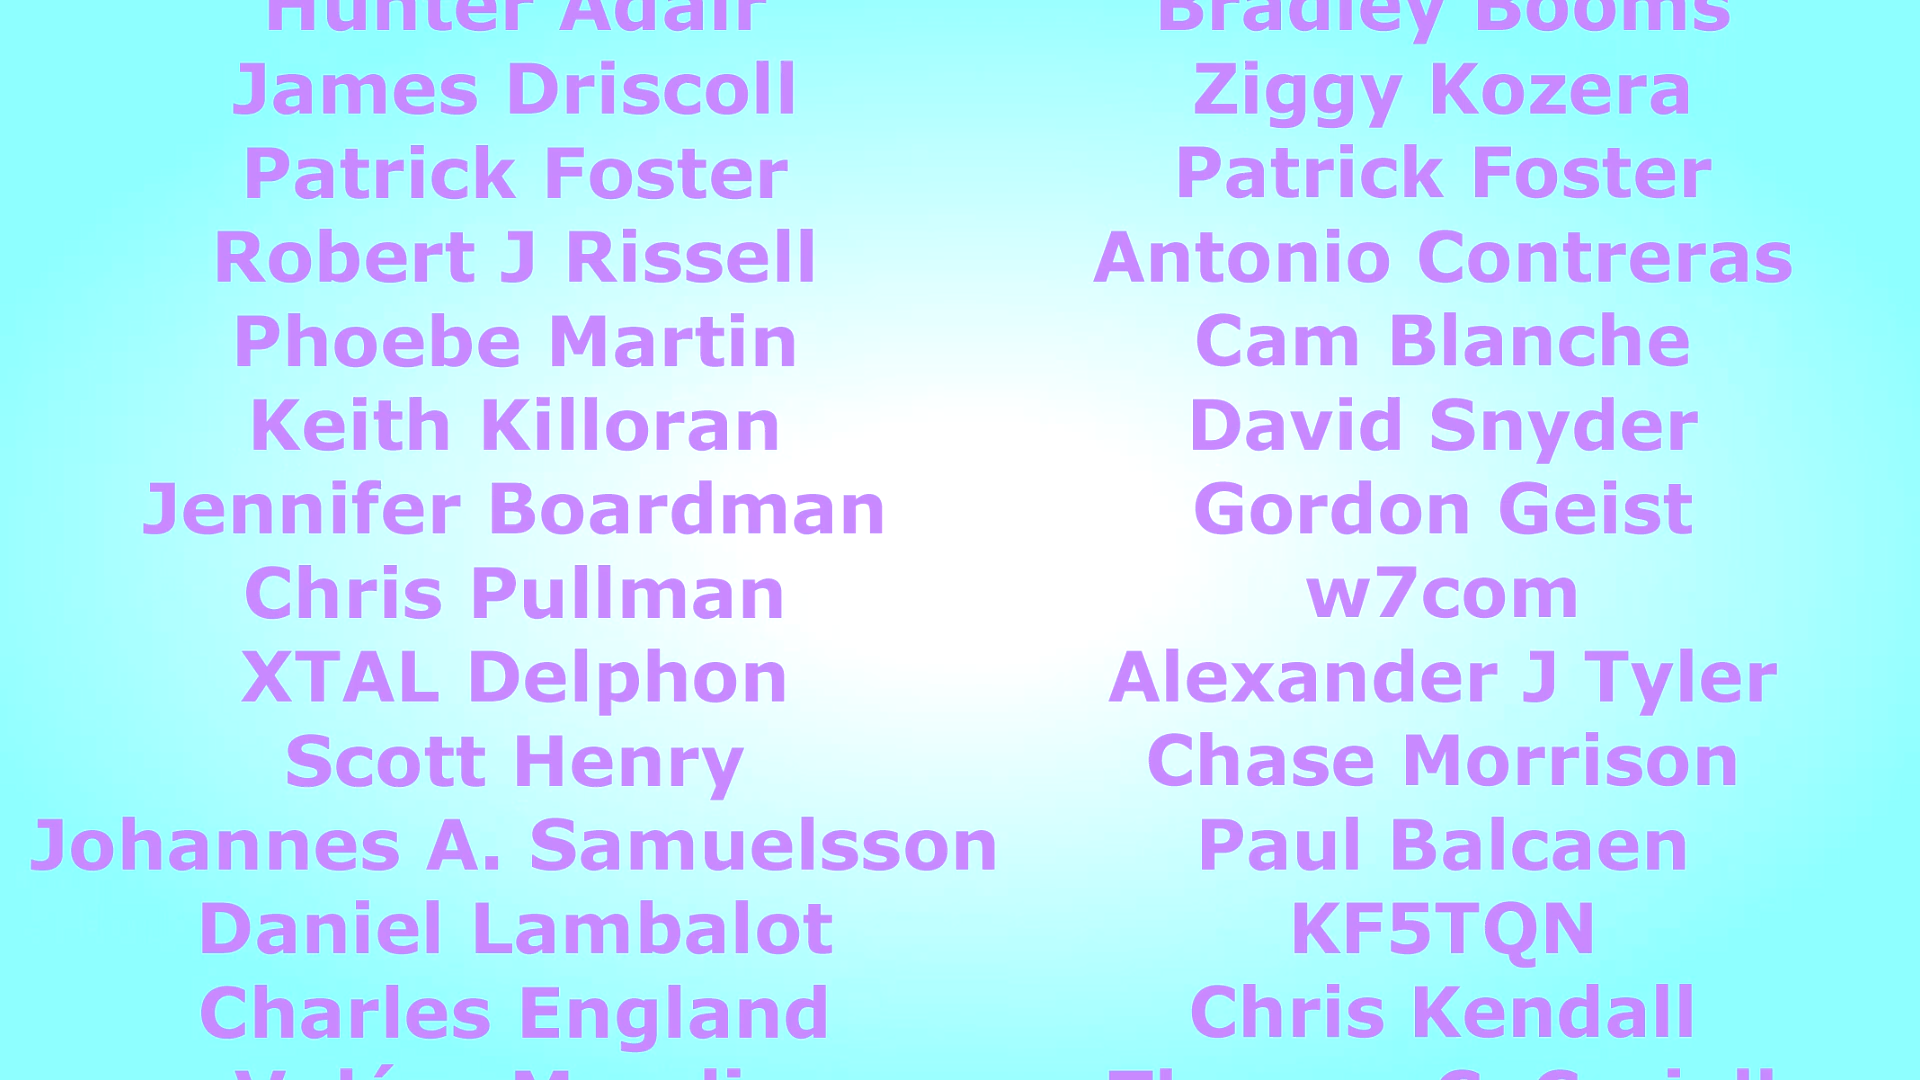 Hunter Adair
James Driscoll
Patrick Foster
Robert J Rissell
Phoebe Martin
Keith Killoran
Jennifer Boardman
Chris Pullman
XTAL Delphon
Scott Henry
Johannes A. Samuelsson
Daniel Lambalot
Charles England
Bradley Booms
Ziggy Kozera
Patrick Foster
Antonio Contreras
Cam Blanche
David Snyder
Gordon Geist
w7com
Alexander J Tyler
Chase Morrison
Paul Balcaen
KF5TQN
Chris Kendall